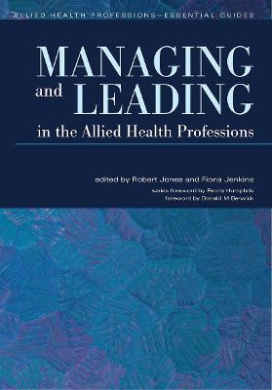 ALLIED HEALTH PROFESSIONS–ESSENTIAL GUIDES
MANAGING
and LEADING
in the Allied Health Professions
edited by Robert Jones and Fiona Jenkins
series foreword by Penny Humphris
foreword by Donald M Berwick